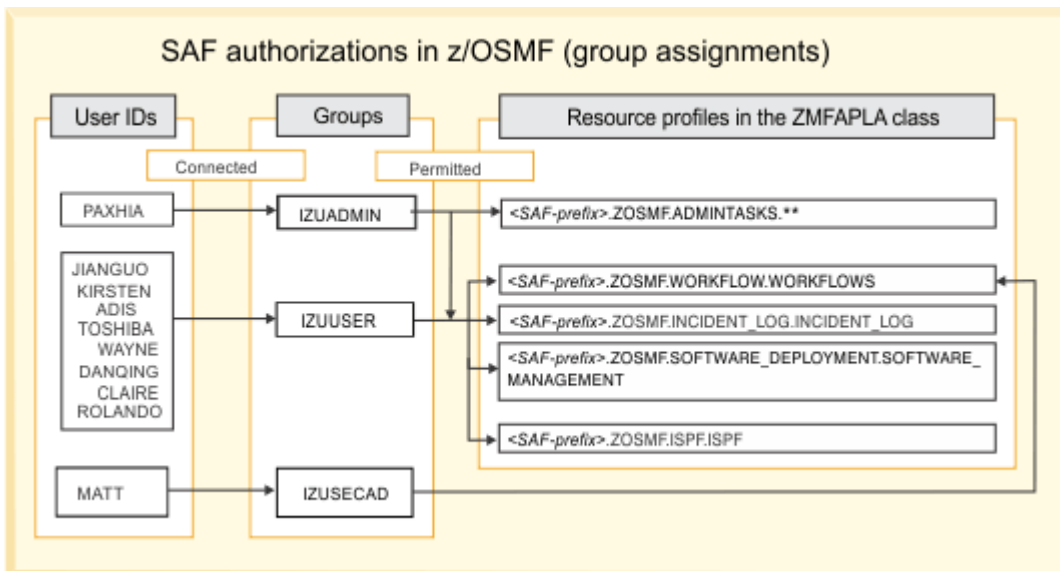 SAF authorizations in z/OSMF (group assignments)
User IDs
Groups
Resource profiles in the ZMFAPLA class
Connected
Permitted
PAXHIA
IZUADMIN
<SAF-prefix>.ZOSMF.ADMINTASKS.**
JIANGUO
KIRSTEN
ADIS
TOSHIBA
WAYNE
DANQING
CLAIRE
ROLANDO
IZUUSER
<SAF-prefix>.ZOSMF.WORKFLOW.WORKFLOWS
<SAF-prefix>.ZOSMF.INCIDENT_LOG.INCIDENT_LOG
<SAF-prefix>.ZOSMF.SOFTWARE_DEPLOYMENT.SOFTWARE_
MANAGEMENT
<SAF-prefix>.ZOSMF.ISPF.ISPF
MATT
IZUSECAD